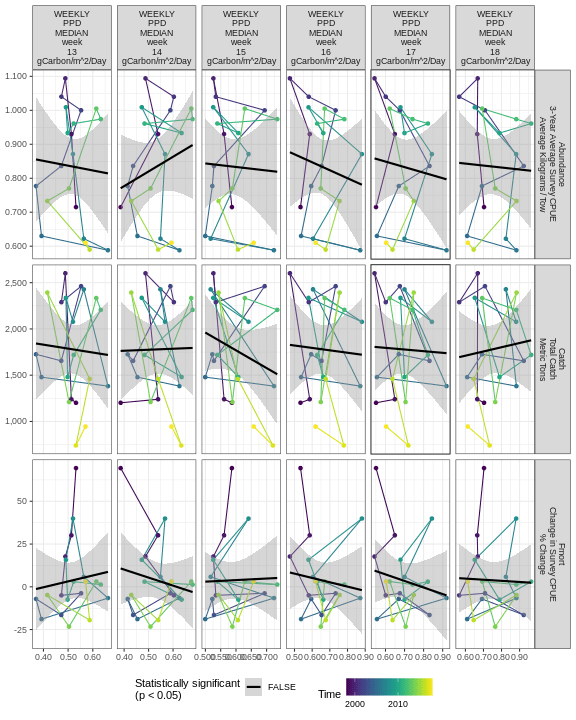 WEEKLY PPD MEDIAN week 13 gCarbon/m^2/Day
WEEKLY PPD MEDIAN week 14 gCarbon/m^2/Day
WEEKLY PPD MEDIAN week 15 gCarbon/m^2/Day
WEEKLY PPD MEDIAN week 16 gCarbon/m^2/Day
WEEKLY PPD MEDIAN week 17 gCarbon/m^2/Day
WEEKLY PPD MEDIAN week 18 gCarbon/m^2/Day
1.100
1.000
0.900
0.800
0.700
0.600
Abundance
3-Year Average Survey CPUE
Average Kilograms / Tow
2,500
2,000
1,500
1,000
Catch
Total Catch
Metric Tons
50
25
0
-25
Fmort
Change in Survey CPUE
% Change
0.40 0.50 0.60
0.40 0.50 0.60
0.500 0.550 0.600 0.650 0.700
0.50 0.60 0.70 0.80 0.90
0.60 0.70 0.80 0.90
0.60 0.70 0.80 0.90
Statistically significant
(p < 0.05)
FALSE
Time
2000 2010